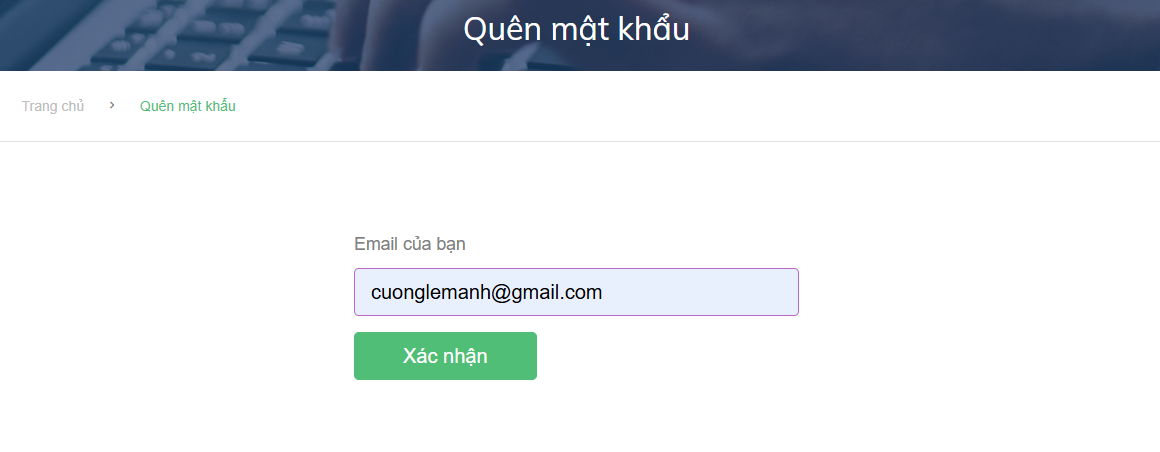 Quên mật khẩu
Trang chủ > Quên mật khẩu
Email của bạn
cuonglemanh@gmail.com
Xác nhận